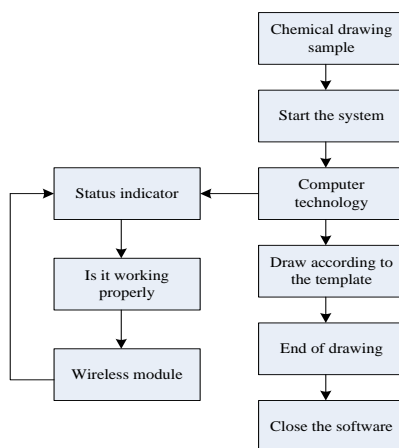 Chemical drawing
sample
Start the system
Status indicator
Computer
technology
Is it working
properly
Draw according to
the template
Wireless module
End of drawing
Close the software